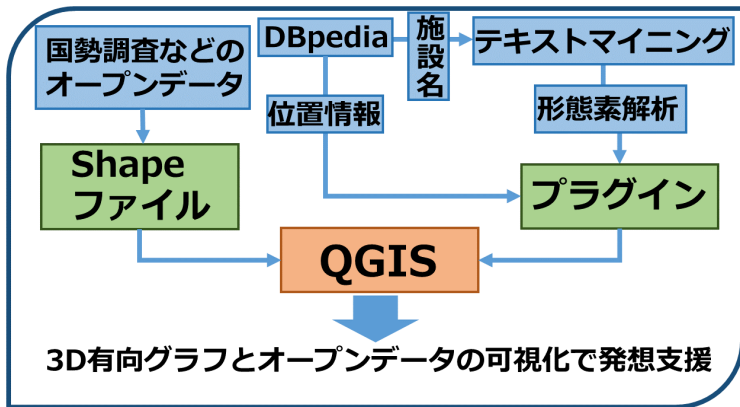 国勢調査などの
オープンデータ
DBpedia
施設名
テキストマイニング
位置情報
形態素解析
Shape
ファイル
プラグイン
QGIS
3D有向グラフとオープンデータの可視化で発想支援